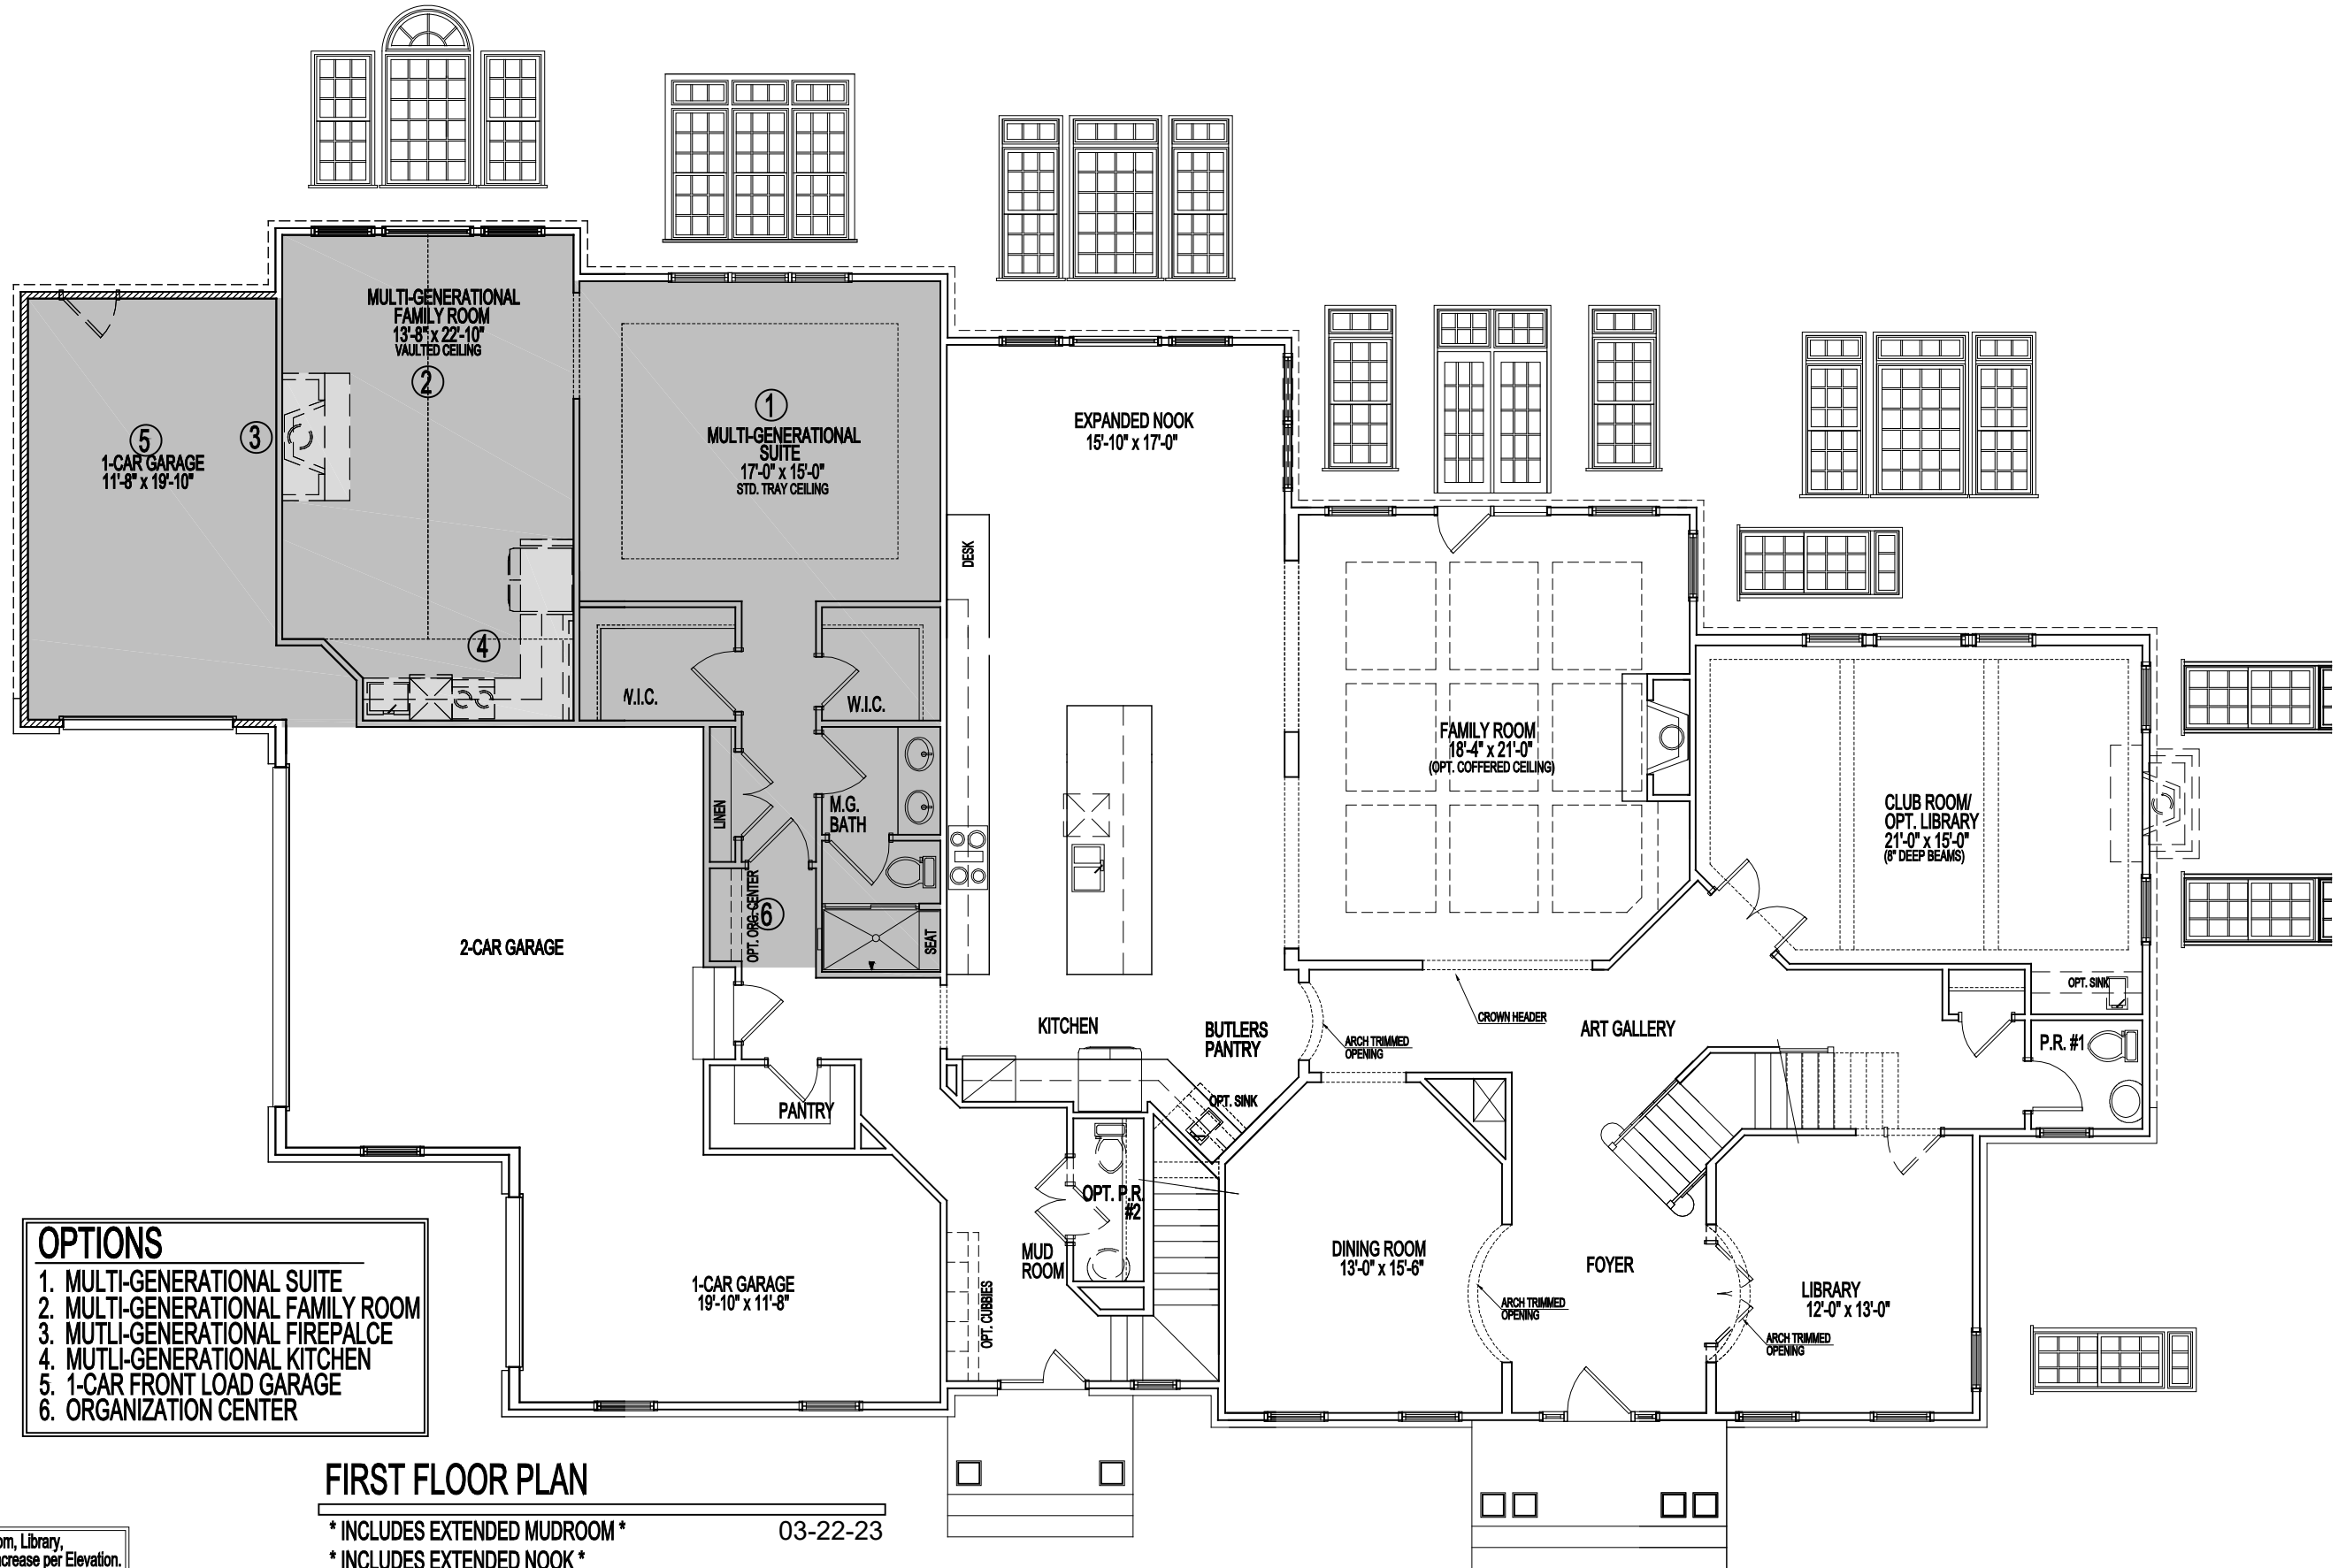 MULTI-GENERATIONAL
FAMILY ROOM
13'-8" x 22'-10"
VAULTED CEILING
2
1
MULTI-GENERATIONAL
SUITE
17'-0" x 15'-0"
STD. TRAY CEILING
5
1-CAR GARAGE
11'-8" x 19'-10"
3
4
EXPANDED NOOK
15'-10" x 17'-0"
DESK
W.I.C.
W.I.C.
FAMILY ROOM
18'-4" x 21'-0"
(OPT. COFFERED CEILING)
CLUB ROOM/
OPT. LIBRARY
21'-0" x 15'-0"
(8" DEEP BEAMS)
LINEN
M.G.
BATH
OPT. ORG. CENTER
6
SEAT
2-CAR GARAGE
OPT. SINK
KITCHEN
BUTLERS
PANTRY
ARCH TRIMMED
OPENING
CROWN HEADER
ART GALLERY
P.R. #1
PANTRY
OPT. SINK
OPT. P.R.
#2
MUD
ROOM
OPT. CUBBIES
1-CAR GARAGE
19'-10" x 11'-8"
DINING ROOM
13'-0" x 15'-6"
ARCH TRIMMED
OPENING
FOYER
LIBRARY
12'-0" x 13'-0"
ARCH TRIMMED
OPENING
OPTIONS
1. MULTI-GENERATIONAL SUITE
2. MULTI-GENERATIONAL FAMILY ROOM
3. MUTLI-GENERATIONAL FIREPALCE
4. MUTLI-GENERATIONAL KITCHEN
5. 1-CAR FRONT LOAD GARAGE
6. ORGANIZATION CENTER
FIRST FLOOR PLAN
* INCLUDES EXTENDED MUDROOM *
03-22-23
* INCLUDES EXTENDED NOOK *
om, Library,
ncrease per Elevation.